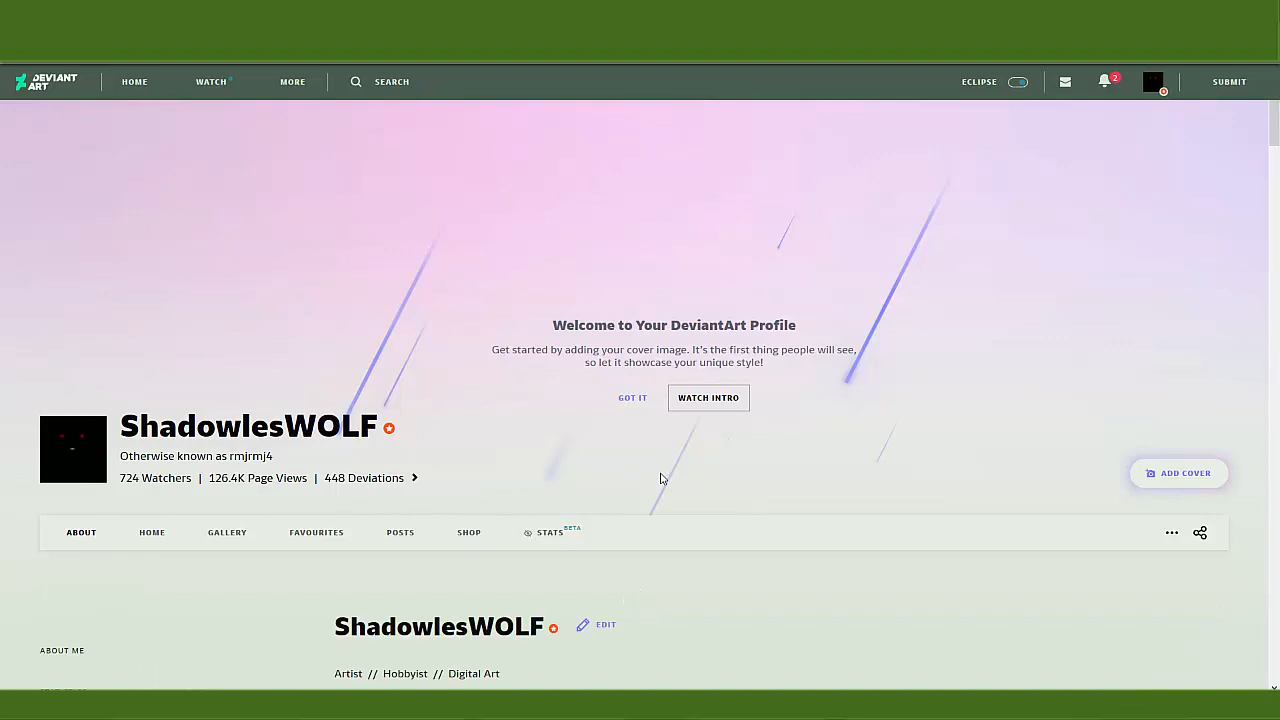 DEVIANT ART HOME WATCH MORE SEARCH ECLIPSE 2 SUBMIT
Welcome to Your DeviantArt Profile
Get started by adding your cover image. It's the first thing people will see,
so let it showcase your unique style!
GOT IT WATCH INTRO
ShadowlesWOLF
Otherwise known as rmjrmj4
724 Watchers | 126.4K Page Views | 448 Deviations
ADD COVER
ABOUT HOME GALLERY FAVOURITES POSTS SHOP STATS BETA
ShadowlesWOLF EDIT
ABOUT ME
Artist // Hobbyist // Digital Art